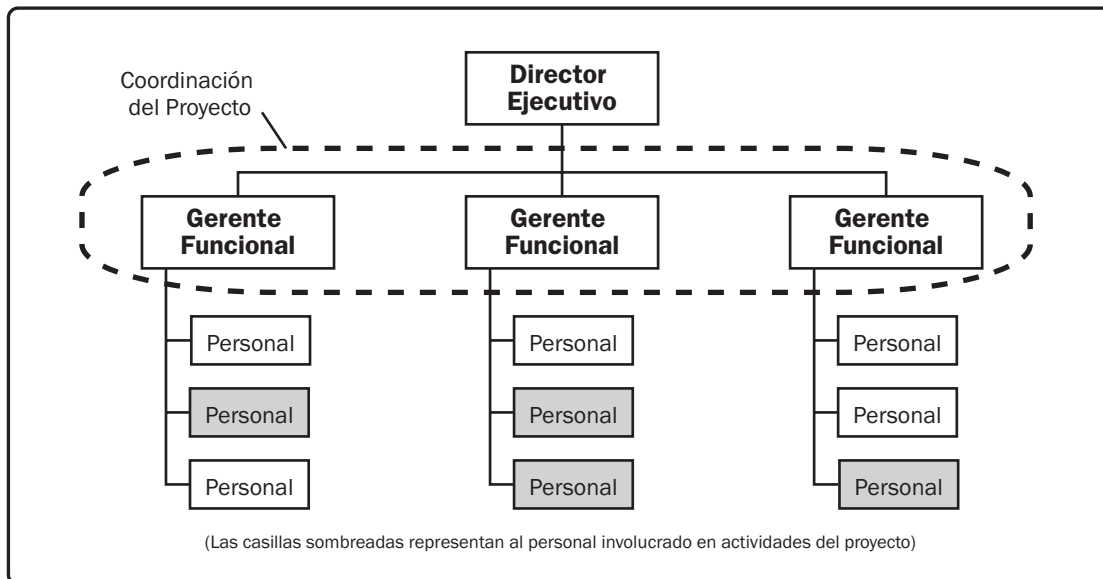 Director
Ejecutivo
Coordinación
del Proyecto
Gerente
Funcional
Gerente
Funcional
Gerente
Funcional
Personal
Personal
Personal
Personal
Personal
Personal
Personal
Personal
Personal
(Las casillas sombreadas representan al personal involucrado en actividades del proyecto)